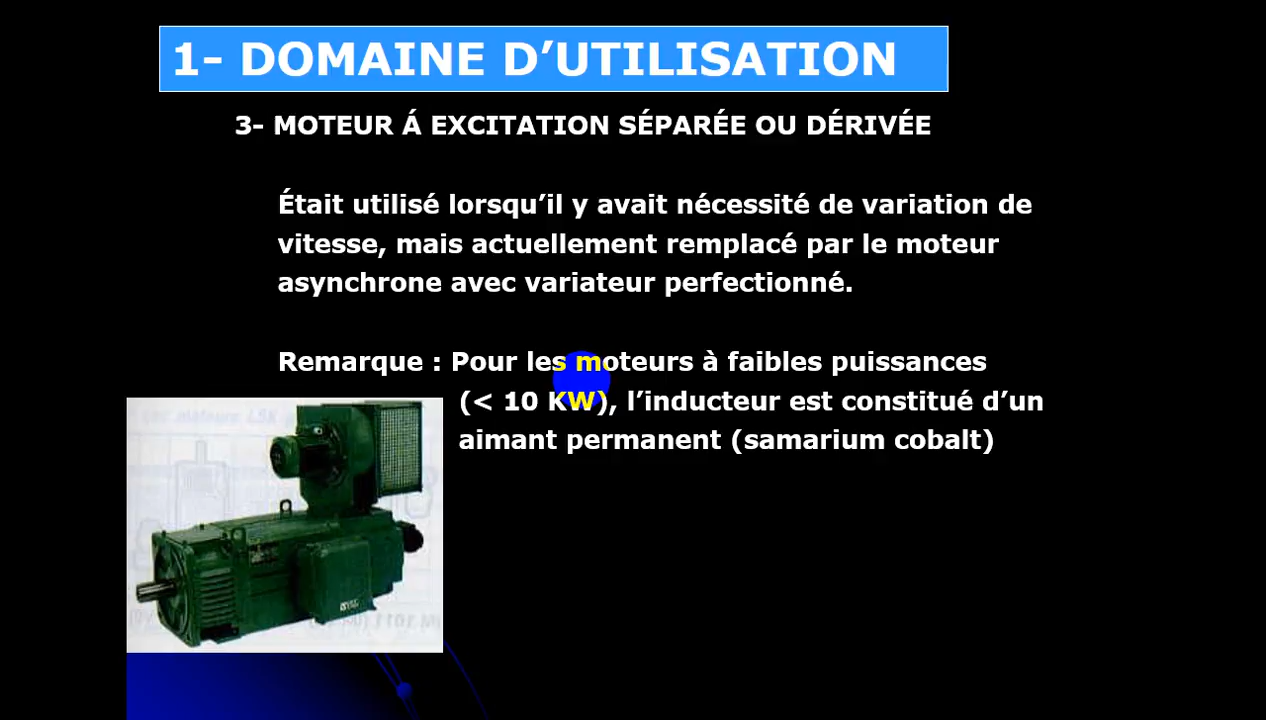 1- DOMAINE D’UTILISATION
3- MOTEUR Á EXCITATION SÉPARÉE OU DÉRIVÉE
Était utilisé lorsqu’il y avait nécessité de variation de
vitesse, mais actuellement remplacé par le moteur
asynchrone avec variateur perfectionné.
Remarque : Pour les moteurs à faibles puissances
(< 10 KW), l’inducteur est constitué d’un
aimant permanent (samarium cobalt)